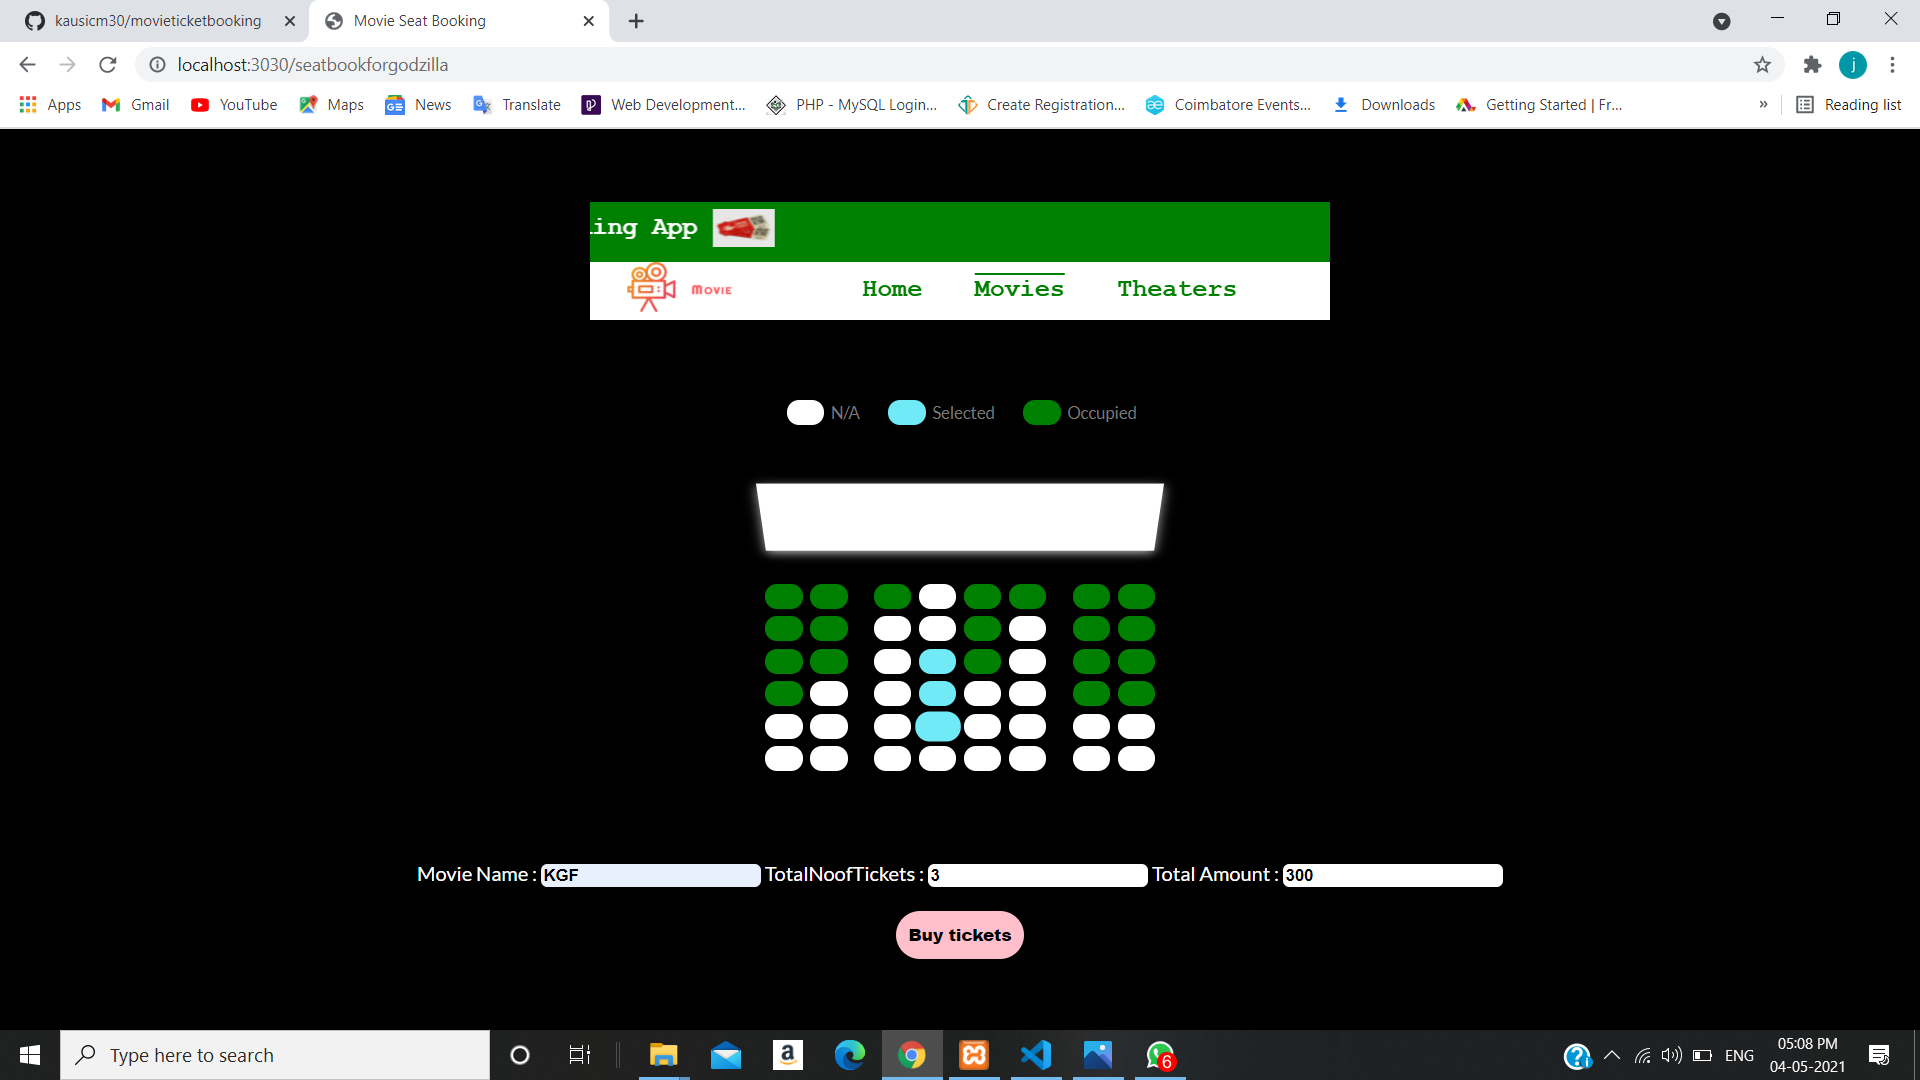 kausicm30/movieticketbooking
Movie Seat Booking
localhost:3030/seatbookforgodzilla
Apps Gmail YouTube Maps News Translate Web Development... PHP - MySQL Login... Create Registration... Coimbatore Events... Downloads Getting Started | Fr... » Reading list
j
ing App
MOVIE Home Movies Theaters
N/A Selected Occupied
Movie Name : KGF TotalNoofTickets : 3 Total Amount : 300
Buy tickets
Type here to search
6
ENG
05:08 PM
04-05-2021